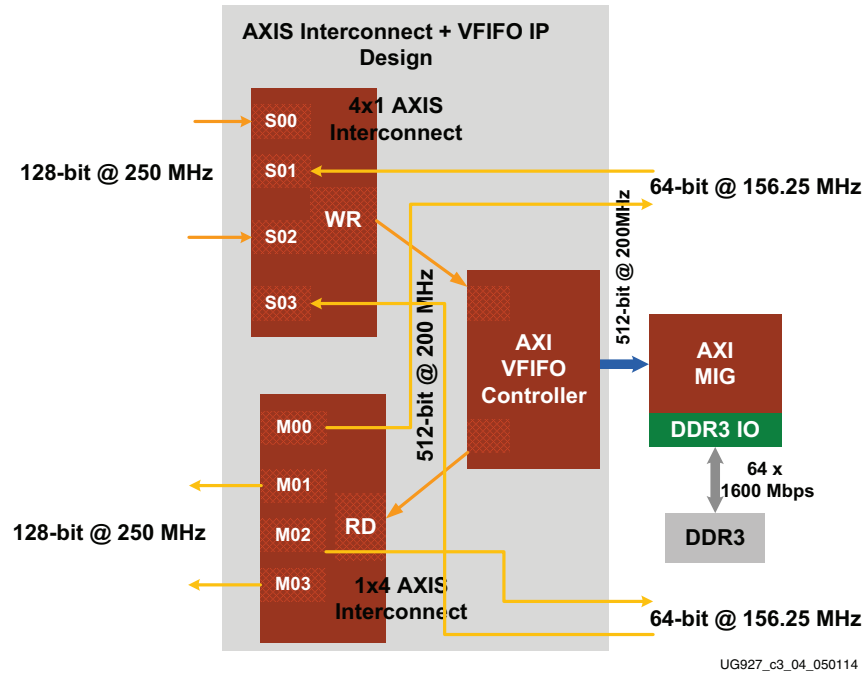 AXIS Interconnect + VFIFO IP
Design
4x1 AXIS
Interconnect
S00
S01
S02
S03
WR
128-bit @ 250 MHz
64-bit @ 156.25 MHz
512-bit @ 200 MHz
512-bit @ 200MHz
AXI
VFIFO
Controller
AXI
MIG
DDR3 IO
64 x
1600 Mbps
DDR3
M00
M01
M02
M03
RD
128-bit @ 250 MHz
1x4 AXIS
Interconnect
64-bit @ 156.25 MHz
UG927_c3_04_050114